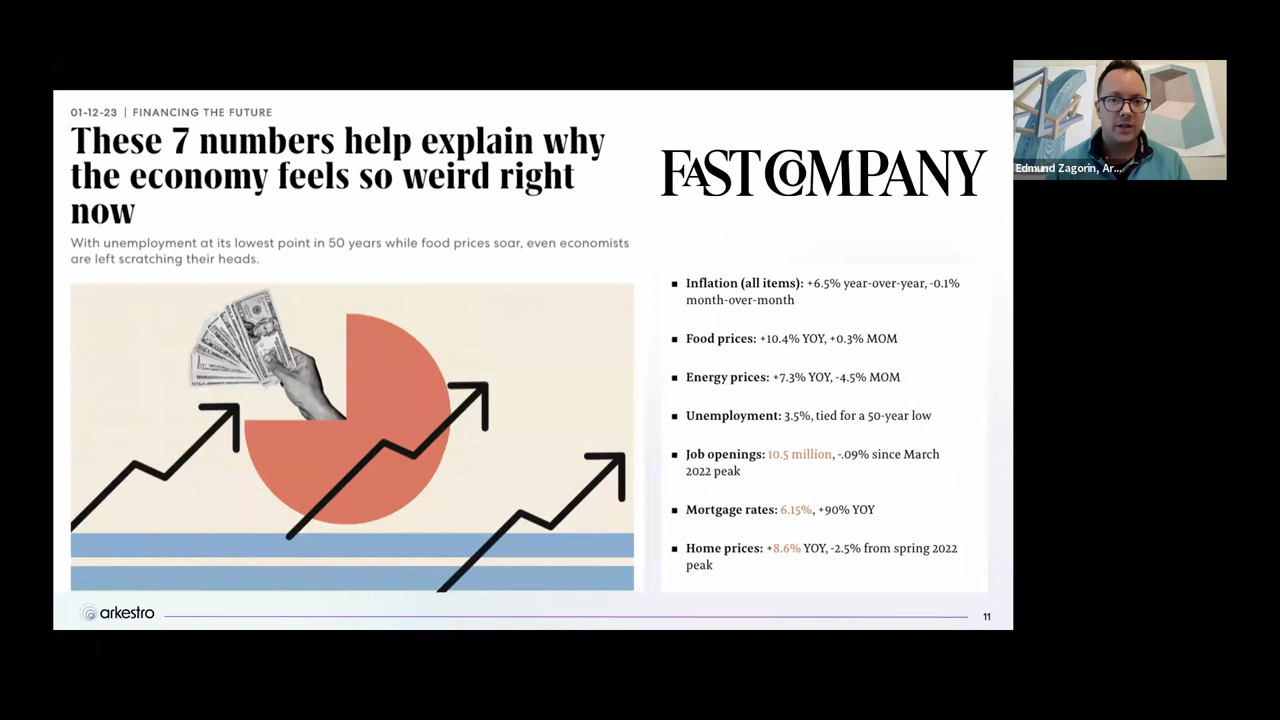 01-12-23 | FINANCING THE FUTURE
These 7 numbers help explain why
the economy feels so weird right
now
With unemployment at its lowest point in 50 years while food prices soar, even economists
are left scratching their heads.
FAST COMPANY
▪ Inflation (all items): +6.5% year-over-year, -0.1%
month-over-month
▪ Food prices: +10.4% YOY, +0.3% MOM
▪ Energy prices: +7.3% YOY, -4.5% MOM
▪ Unemployment: 3.5%, tied for a 50-year low
▪ Job openings: 10.5 million, -.09% since March
2022 peak
▪ Mortgage rates: 6.15%, +90% YOY
▪ Home prices: +8.6% YOY, -2.5% from spring 2022
peak
arkestro
11
Edmund Zagorin, Ar...